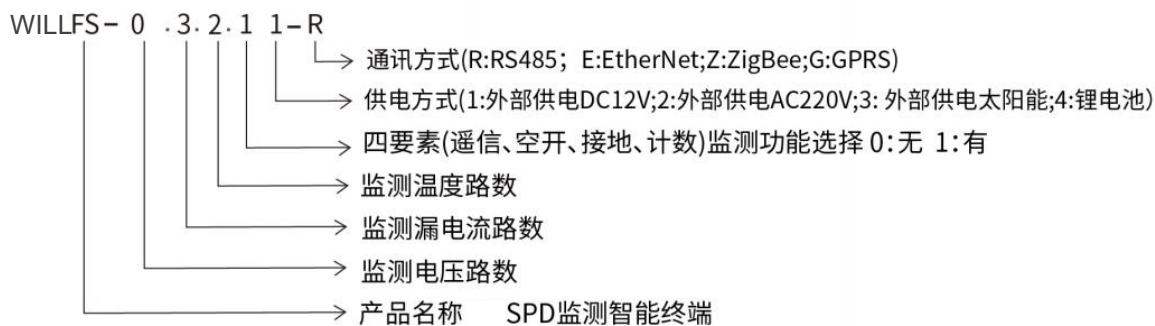 WILLFS-0.3.2.1 1-R
通讯方式(R:RS485；E:EtherNet;Z:ZigBee;G:GPRS)
供电方式(1:外部供电DC12V;2:外部供电AC220V;3: 外部供电太阳能;4:锂电池)
四要素(遥信、空开、接地、计数)监测功能选择 0:无 1:有
监测温度路数
监测漏电流路数
监测电压路数
产品名称 SPD监测智能终端